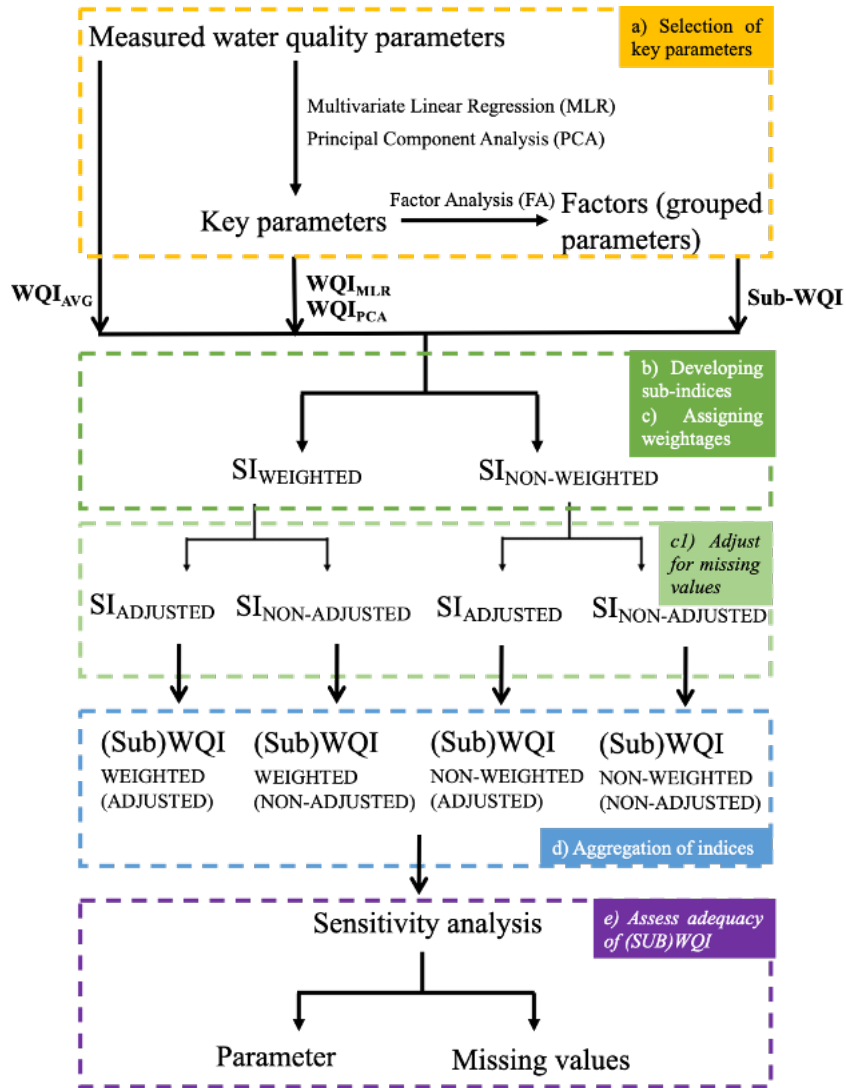 Measured water quality parameters
a) Selection of
key parameters
Multivariate Linear Regression (MLR)
Principal Component Analysis (PCA)
Key parameters
Factor Analysis (FA)
Factors (grouped
parameters)
WQIAVG
WQIMLR
WQIPCA
Sub-WQI
b) Developing
sub-indices
c) Assigning
weightages
SIWEIGHTED
SINON-WEIGHTED
c1) Adjust
for missing
values
SIADJUSTED
SINON-ADJUSTED
SIADJUSTED
SINON-ADJUSTED
(Sub)WQI
WEIGHTED
(ADJUSTED)
(Sub)WQI
WEIGHTED
(NON-ADJUSTED)
(Sub)WQI
NON-WEIGHTED
(ADJUSTED)
(Sub)WQI
NON-WEIGHTED
(NON-ADJUSTED)
d) Aggregation of indices
Sensitivity analysis
e) Assess adequacy
of (SUB)WQI
Parameter
Missing values